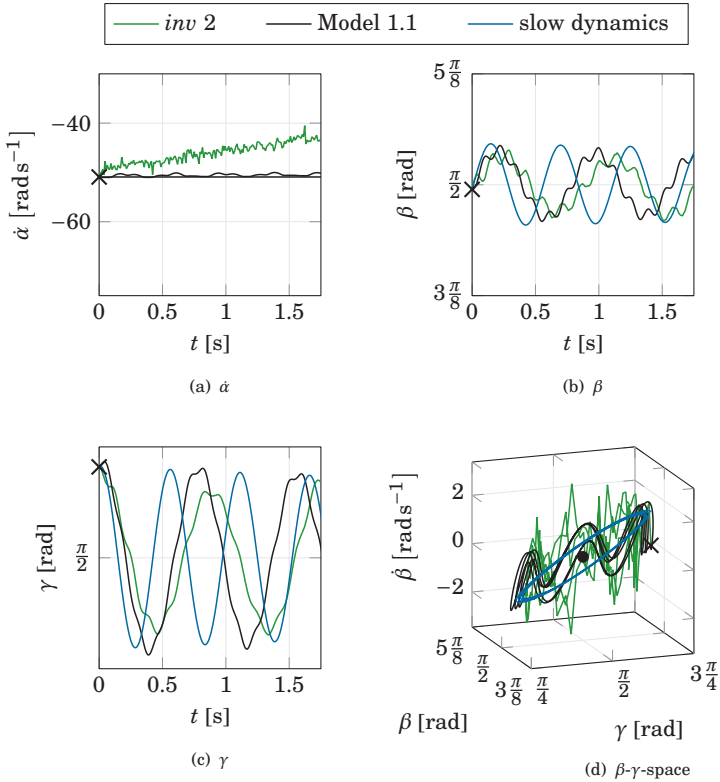 inv 2 Model 1.1 slow dynamics
−40
−60
α̇ [rad s⁻¹]
0 0.5 1 1.5
t [s]
(a) α̇
5 π/8
π/2
3 π/8
β [rad]
0 0.5 1 1.5
t [s]
(b) β
π/2
γ [rad]
0 0.5 1 1.5
t [s]
(c) γ
2
0
−2
β̇ [rad s⁻¹]
5 π/8
π/2
3 π/8
β [rad]
π/4
π/2
3 π/4
γ [rad]
(d) β-γ-space